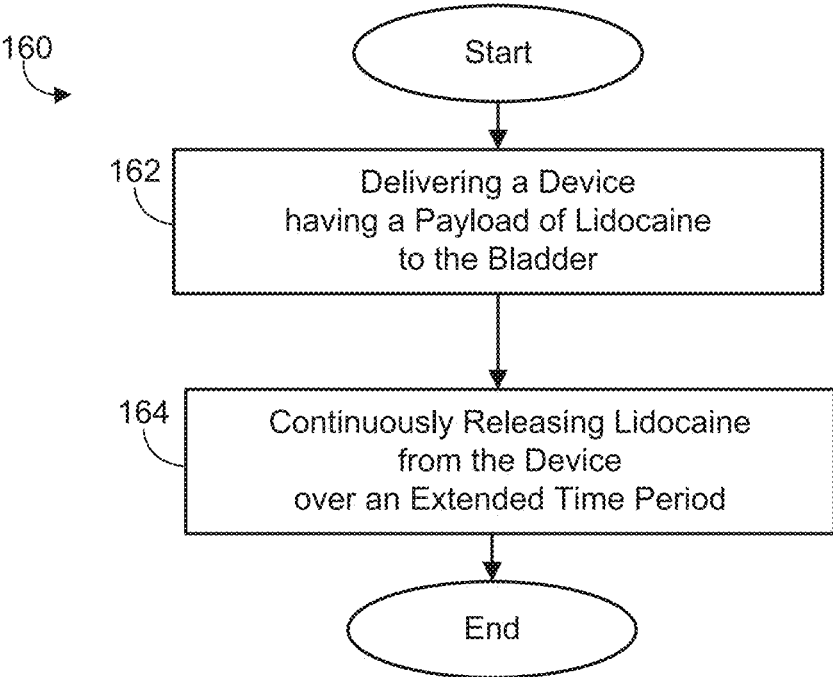 160
Start
162
Delivering a Device
having a Payload of Lidocaine
to the Bladder
164
Continuously Releasing Lidocaine
from the Device
over an Extended Time Period
End